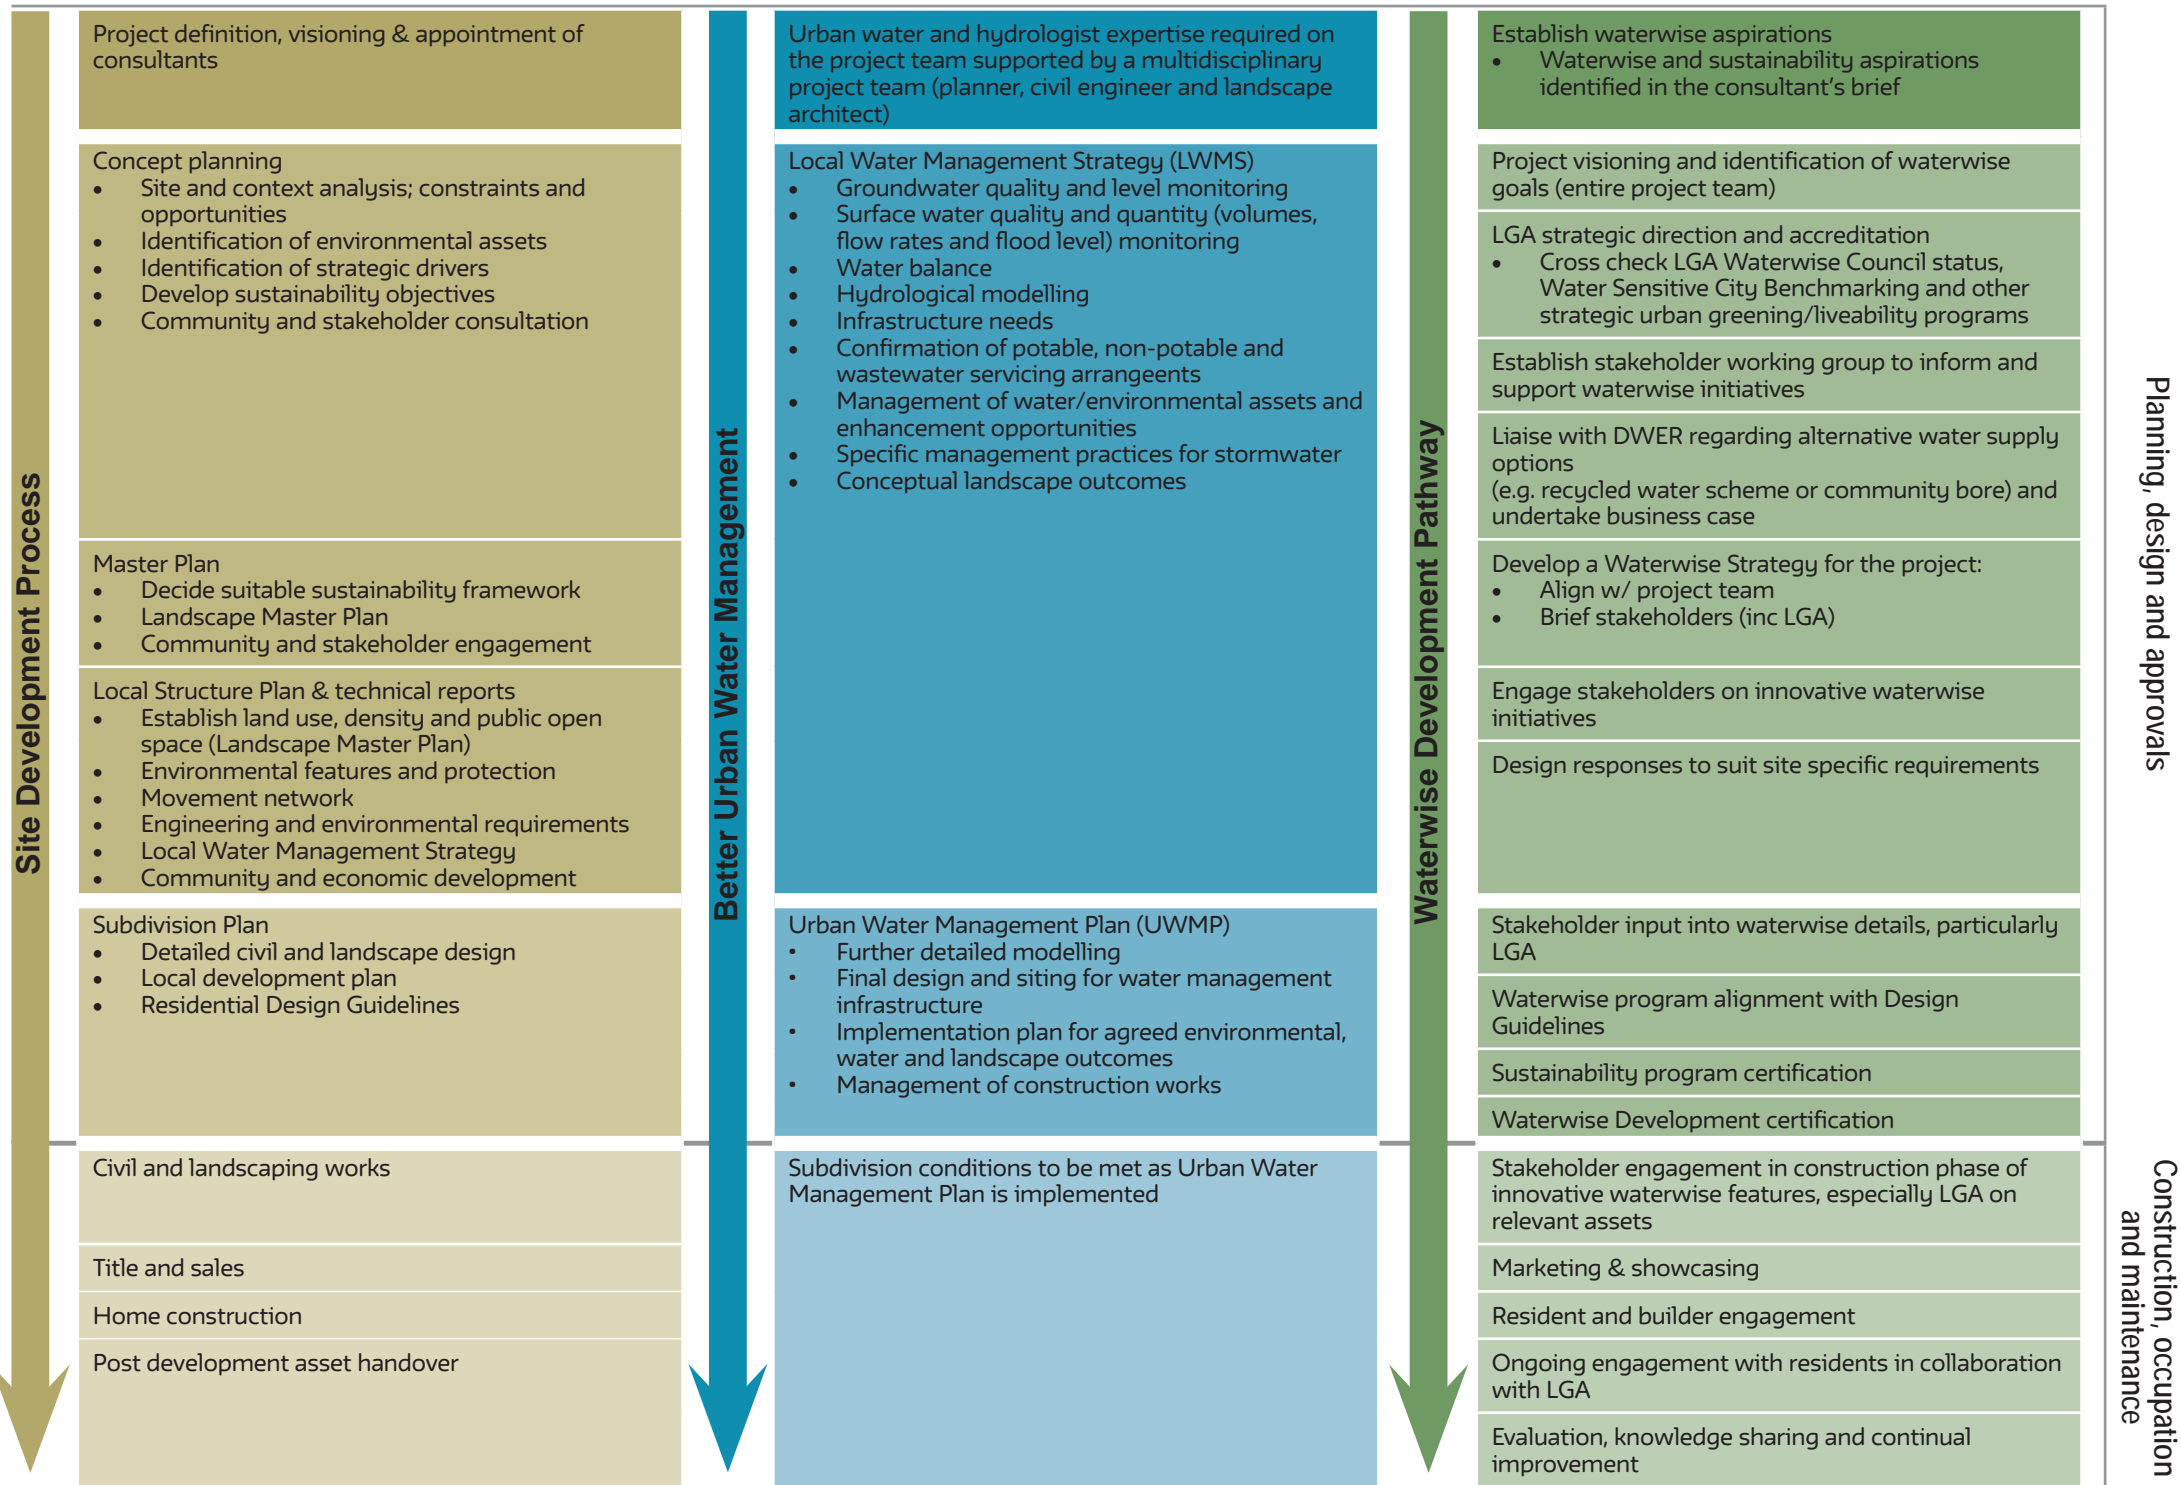 Site Development Process
Project definition, visioning & appointment of
consultants
Concept planning
• Site and context analysis; constraints and
opportunities
• Identification of environmental assets
• Identification of strategic drivers
• Develop sustainability objectives
• Community and stakeholder consultation
Master Plan
• Decide suitable sustainability framework
• Landscape Master Plan
• Community and stakeholder engagement
Local Structure Plan & technical reports
• Establish land use, density and public open
space (Landscape Master Plan)
• Environmental features and protection
• Movement network
• Engineering and environmental requirements
• Local Water Management Strategy
• Community and economic development
Subdivision Plan
• Detailed civil and landscape design
• Local development plan
• Residential Design Guidelines
Civil and landscaping works
Title and sales
Home construction
Post development asset handover
Better Urban Water Management
Urban water and hydrologist expertise required on
the project team supported by a multidisciplinary
project team (planner, civil engineer and landscape
architect)
Local Water Management Strategy (LWMS)
• Groundwater quality and level monitoring
• Surface water quality and quantity (volumes,
flow rates and flood level) monitoring
• Water balance
• Hydrological modelling
• Infrastructure needs
• Confirmation of potable, non-potable and
wastewater servicing arrangeents
• Management of water/environmental assets and
enhancement opportunities
• Specific management practices for stormwater
• Conceptual landscape outcomes
Urban Water Management Plan (UWMP)
• Further detailed modelling
• Final design and siting for water management
infrastructure
• Implementation plan for agreed environmental,
water and landscape outcomes
• Management of construction works
Subdivision conditions to be met as Urban Water
Management Plan is implemented
Waterwise Development Pathway
Establish waterwise aspirations
• Waterwise and sustainability aspirations
identified in the consultant's brief
Project visioning and identification of waterwise
goals (entire project team)
LGA strategic direction and accreditation
• Cross check LGA Waterwise Council status,
Water Sensitive City Benchmarking and other
strategic urban greening/liveability programs
Establish stakeholder working group to inform and
support waterwise initiatives
Liaise with DWER regarding alternative water supply
options
(e.g. recycled water scheme or community bore) and
undertake business case
Develop a Waterwise Strategy for the project:
• Align w/ project team
• Brief stakeholders (inc LGA)
Engage stakeholders on innovative waterwise
initiatives
Design responses to suit site specific requirements
Stakeholder input into waterwise details, particularly
LGA
Waterwise program alignment with Design
Guidelines
Sustainability program certification
Waterwise Development certification
Stakeholder engagement in construction phase of
innovative waterwise features, especially LGA on
relevant assets
Marketing & showcasing
Resident and builder engagement
Ongoing engagement with residents in collaboration
with LGA
Evaluation, knowledge sharing and continual
improvement
Planning, design and approvals
Construction, occupation
and maintenance